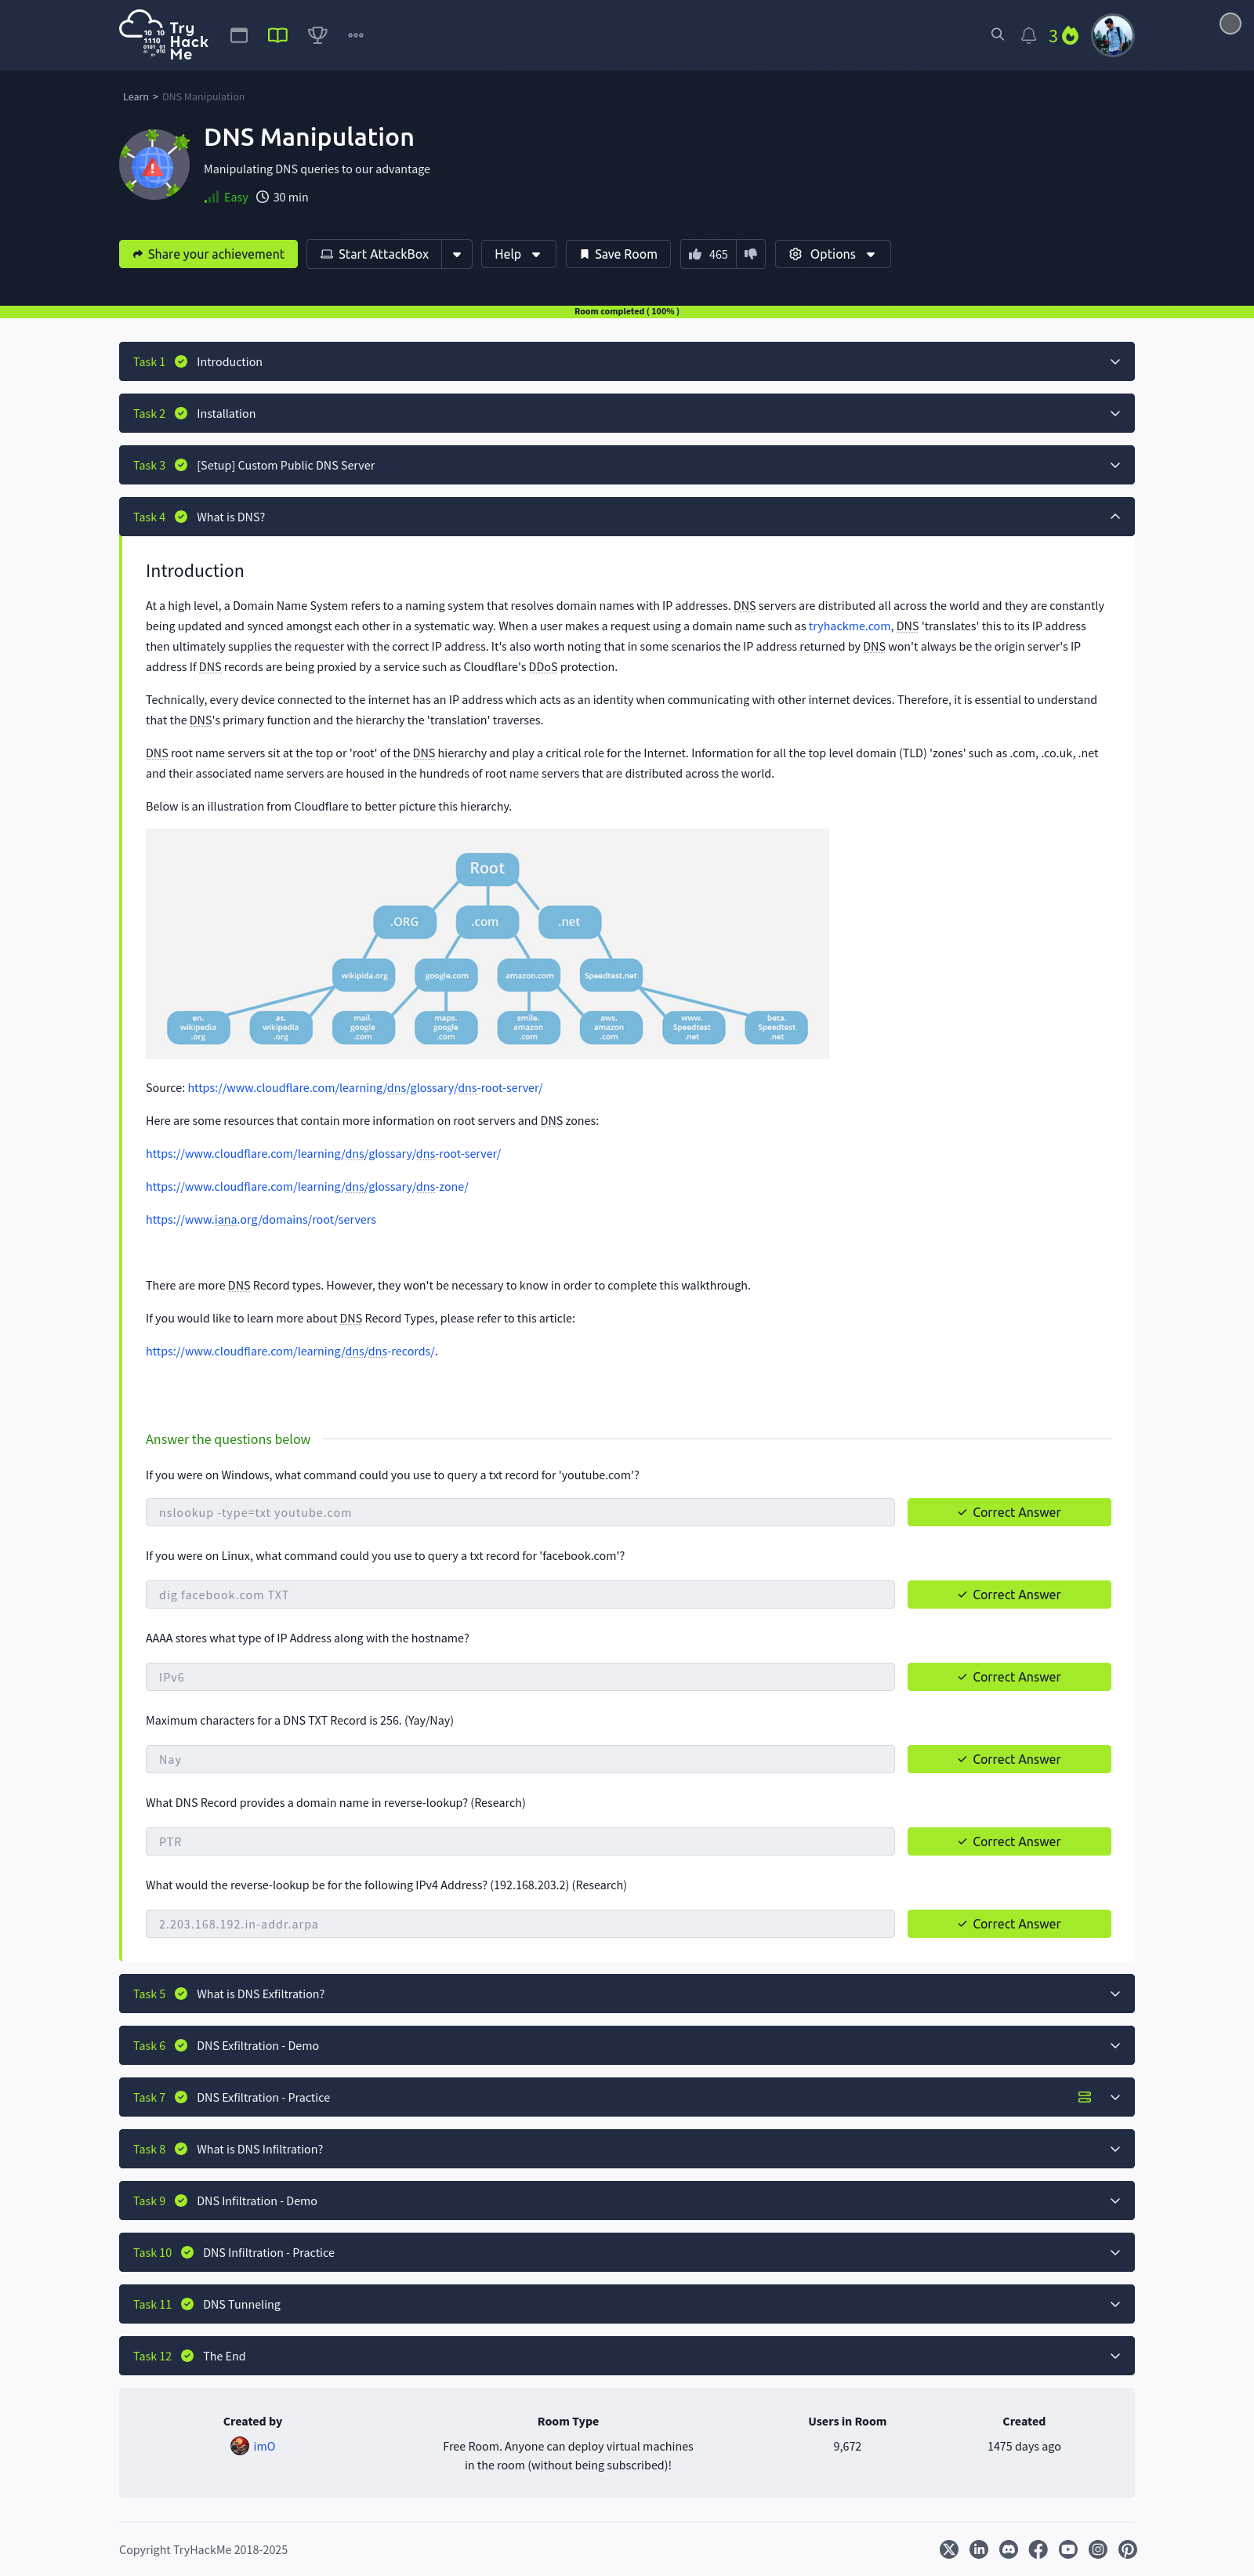 Try
Hack
Me
3
Learn > DNS Manipulation
DNS Manipulation
Manipulating DNS queries to our advantage
Easy 30 min
Share your achievement
Start AttackBox
Help
Save Room
465
Options
Room completed ( 100% )
Task 1 Introduction
Task 2 Installation
Task 3 [Setup] Custom Public DNS Server
Task 4 What is DNS?
Introduction
At a high level, a Domain Name System refers to a naming system that resolves domain names with IP addresses. DNS servers are distributed all across the world and they are constantly
being updated and synced amongst each other in a systematic way. When a user makes a request using a domain name such as tryhackme.com, DNS 'translates' this to its IP address
then ultimately supplies the requester with the correct IP address. It's also worth noting that in some scenarios the IP address returned by DNS won't always be the origin server's IP
address If DNS records are being proxied by a service such as Cloudflare's DDoS protection.
Technically, every device connected to the internet has an IP address which acts as an identity when communicating with other internet devices. Therefore, it is essential to understand
that the DNS's primary function and the hierarchy the 'translation' traverses.
DNS root name servers sit at the top or 'root' of the DNS hierarchy and play a critical role for the Internet. Information for all the top level domain (TLD) 'zones' such as .com, .co.uk, .net
and their associated name servers are housed in the hundreds of root name servers that are distributed across the world.
Below is an illustration from Cloudflare to better picture this hierarchy.
Root
.ORG
.com
.net
wikipida.org
google.com
amazon.com
Speedtest.net
en.
wikipedia
.org
as.
wikipedia
.org
mail.
google
.com
maps.
google
.com
smile.
amazon
.com
aws.
amazon
.com
www.
Speedtest
.net
beta.
Speedtest
.net
Source: https://www.cloudflare.com/learning/dns/glossary/dns-root-server/
Here are some resources that contain more information on root servers and DNS zones:
https://www.cloudflare.com/learning/dns/glossary/dns-root-server/
https://www.cloudflare.com/learning/dns/glossary/dns-zone/
https://www.iana.org/domains/root/servers
There are more DNS Record types. However, they won't be necessary to know in order to complete this walkthrough.
If you would like to learn more about DNS Record Types, please refer to this article:
https://www.cloudflare.com/learning/dns/dns-records/.
Answer the questions below
If you were on Windows, what command could you use to query a txt record for 'youtube.com'?
nslookup -type=txt youtube.com
Correct Answer
If you were on Linux, what command could you use to query a txt record for 'facebook.com'?
dig facebook.com TXT
Correct Answer
AAAA stores what type of IP Address along with the hostname?
IPv6
Correct Answer
Maximum characters for a DNS TXT Record is 256. (Yay/Nay)
Nay
Correct Answer
What DNS Record provides a domain name in reverse-lookup? (Research)
PTR
Correct Answer
What would the reverse-lookup be for the following IPv4 Address? (192.168.203.2) (Research)
2.203.168.192.in-addr.arpa
Correct Answer
Task 5 What is DNS Exfiltration?
Task 6 DNS Exfiltration - Demo
Task 7 DNS Exfiltration - Practice
Task 8 What is DNS Infiltration?
Task 9 DNS Infiltration - Demo
Task 10 DNS Infiltration - Practice
Task 11 DNS Tunneling
Task 12 The End
Created by
imO
Room Type
Free Room. Anyone can deploy virtual machines
in the room (without being subscribed)!
Users in Room
9,672
Created
1475 days ago
Copyright TryHackMe 2018-2025